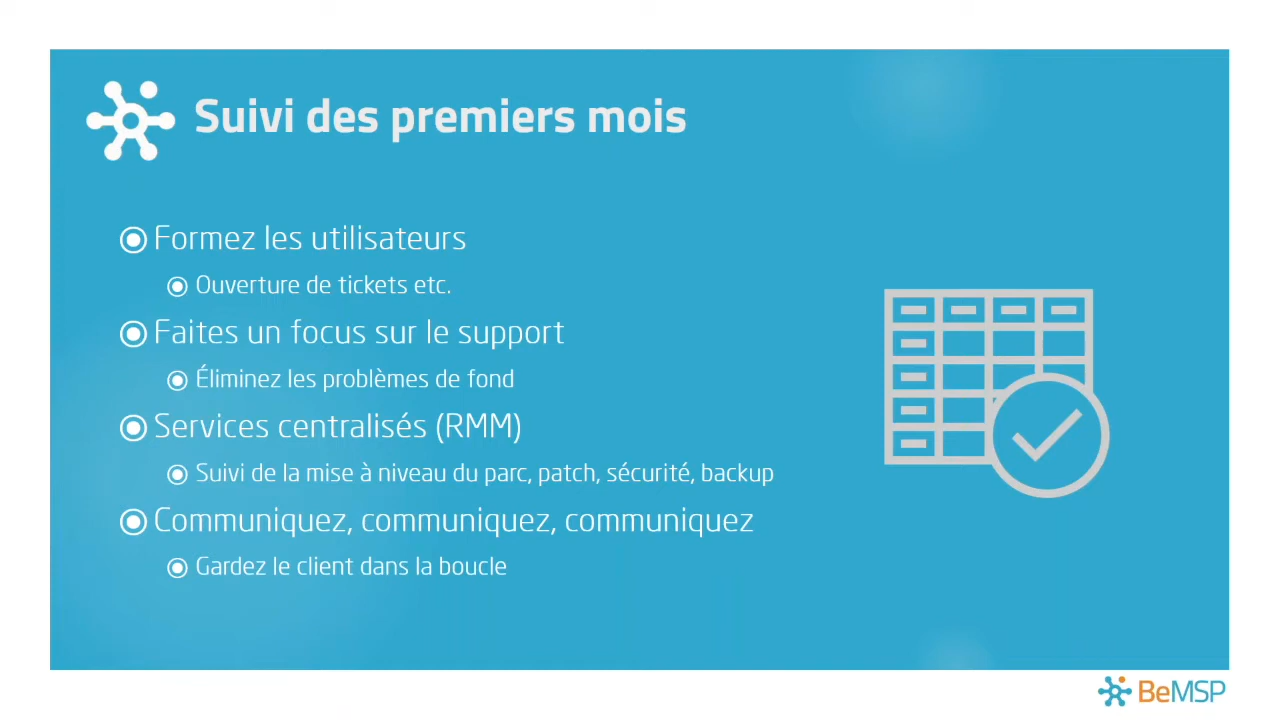 Suivi des premiers mois
Formez les utilisateurs
Ouverture de tickets etc.
Faites un focus sur le support
Éliminez les problèmes de fond
Services centralisés (RMM)
Suivi de la mise à niveau du parc, patch, sécurité, backup
Communiquez, communiquez, communiquez
Gardez le client dans la boucle
BeMSP